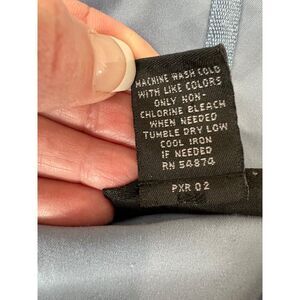 MACHINE WASH COLD
WITH LIKE COLORS
ONLY NON-
CHLORINE BLEACH
WHEN NEEDED
TUMBLE DRY LOW
COOL IRON
IF NEEDED
RN 54874
PXR 02